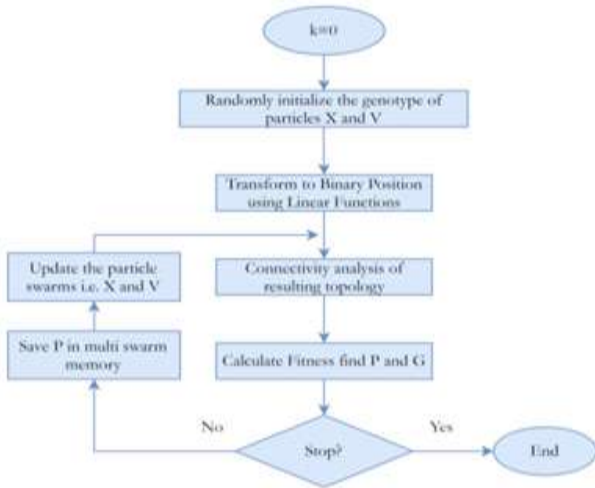 k=0
Randomly initialize the genotype of
particles X and V
Transform to Binary Position
using Linear Functions
Update the particle
swarms i.e. X and V
Connectivity analysis of
resulting topology
Save P in multi swarm
memory
Calculate Fitness find P and G
No
Yes
Stop?
End